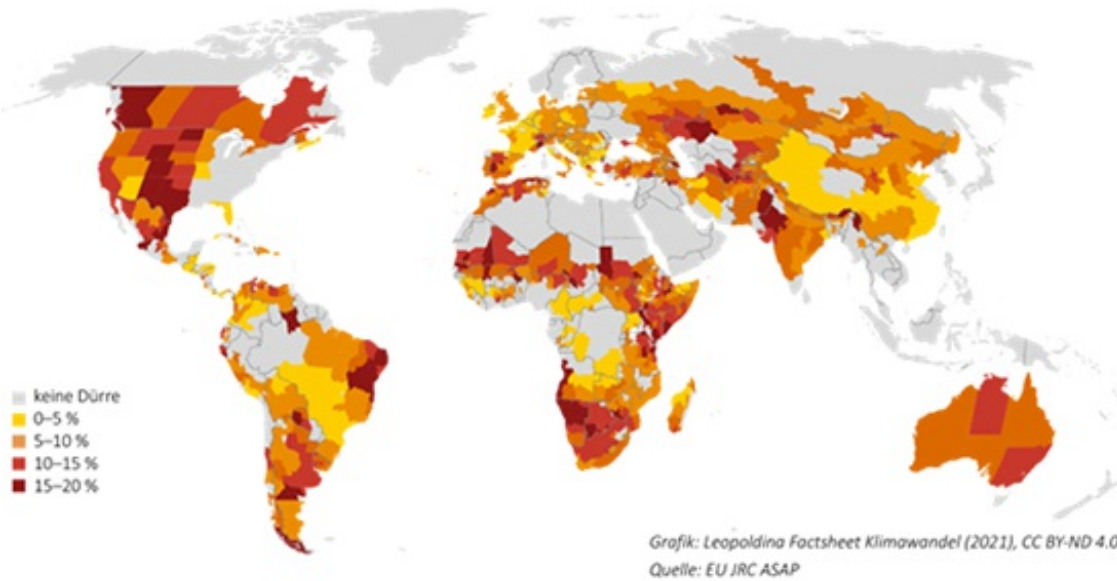 keine Dürre
0–5 %
5–10 %
10–15 %
15–20 %
Grafik: Leopoldina Factsheet Klimawandel (2021), CC BY-ND 4.0
Quelle: EU JRC ASAP